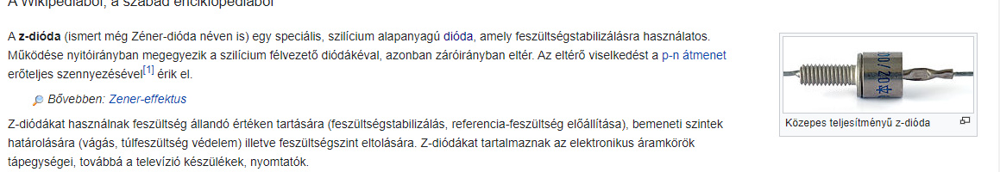 A Wikipédiából, a szabad enciklopédiából
A z-dióda (ismert még Zéner-dióda néven is) egy speciális, szilícium alapanyagú dióda, amely feszültségstabilizálásra használatos.
Működése nyitóirányban megegyezik a szilícium félvezető diódákéval, azonban záróirányban eltér. Az eltérő viselkedést a p-n átmenet
erőteljes szennyezésével[1] érik el.
Bővebben: Zener-effektus
Z-diódákat használnak feszültség állandó értéken tartására (feszültségstabilizálás, referencia-feszültség előállítása), bemeneti szintek
határolására (vágás, túlfeszültség védelem) illetve feszültségszint eltolására. Z-diódákat tartalmaznak az elektronikus áramkörök
tápegységei, továbbá a televízió készülékek, nyomtatók.
Közepes teljesítményű z-dióda